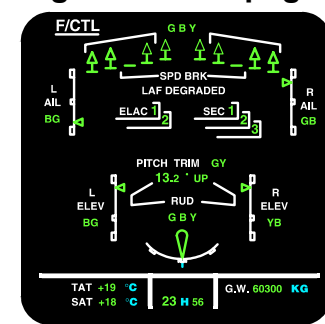 F/CTL
G B Y
SPD BRK
LAF DEGRADED
L R
AIL AIL
BG GB
ELAC 1 SEC 1
2 2
3
PITCH TRIM GY
13.2 ° UP
L R
ELEV RUD ELEV
BG G B Y YB
TAT +19 °C G.W. 60300 KG
SAT +18 °C 23 H 56